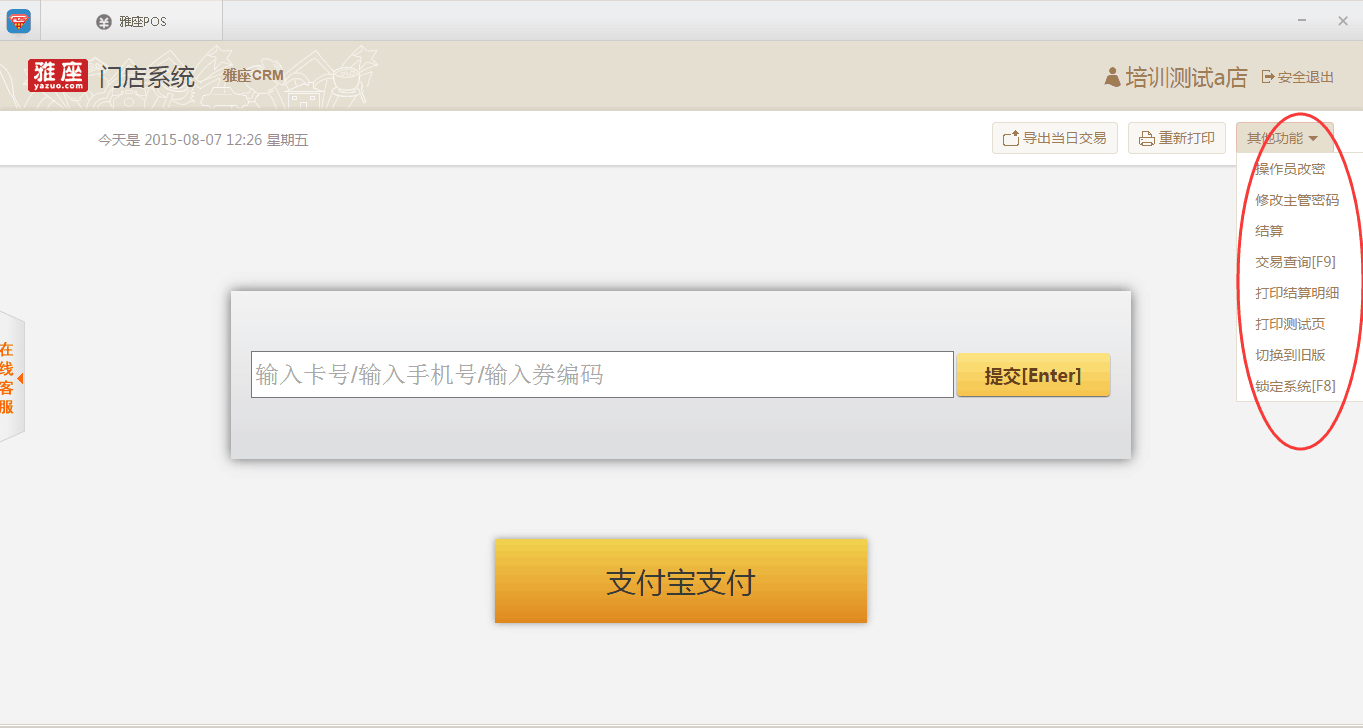 雅座POS
雅座
yazuo.com
门店系统
雅座CRM
培训测试a店
安全退出
今天是 2015-08-07 12:26 星期五
导出当日交易
重新打印
其他功能
操作员改密
修改主管密码
结算
交易查询[F9]
打印结算明细
打印测试页
切换到旧版
锁定系统[F8]
在线客服
输入卡号/输入手机号/输入券编码
提交[Enter]
支付宝支付